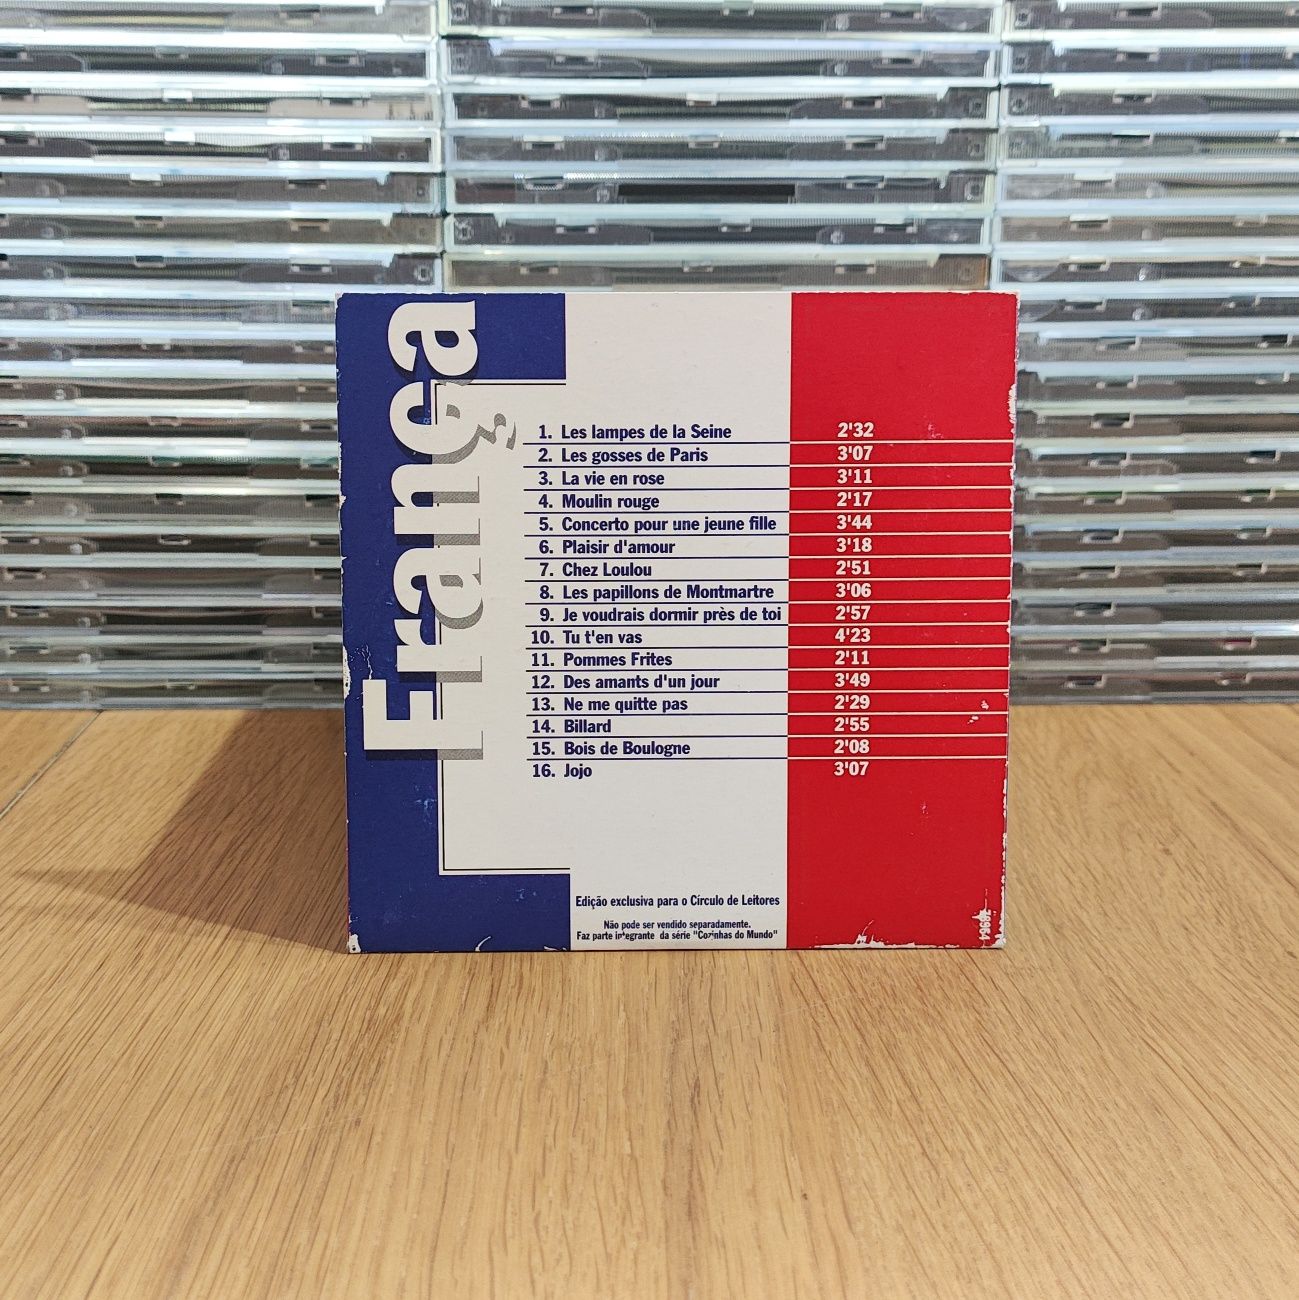 França
1. Les lampes de la Seine 2'32
2. Les gosses de Paris 3'07
3. La vie en rose 3'11
4. Moulin rouge 2'17
5. Concerto pour une jeune fille 3'44
6. Plaisir d'amour 3'18
7. Chez Loulou 2'51
8. Les papillons de Montmartre 3'06
9. Je voudrais dormir près de toi 2'57
10. Tu t'en vas 4'23
11. Pommes Frites 2'11
12. Des amants d'un jour 3'49
13. Ne me quitte pas 2'29
14. Billard 2'55
15. Bois de Boulogne 2'08
16. Jojo 3'07
Edição exclusiva para o Círculo de Leitores
Não pode ser vendido separadamente.
Faz parte integrante da série "Cozinhas do Mundo"